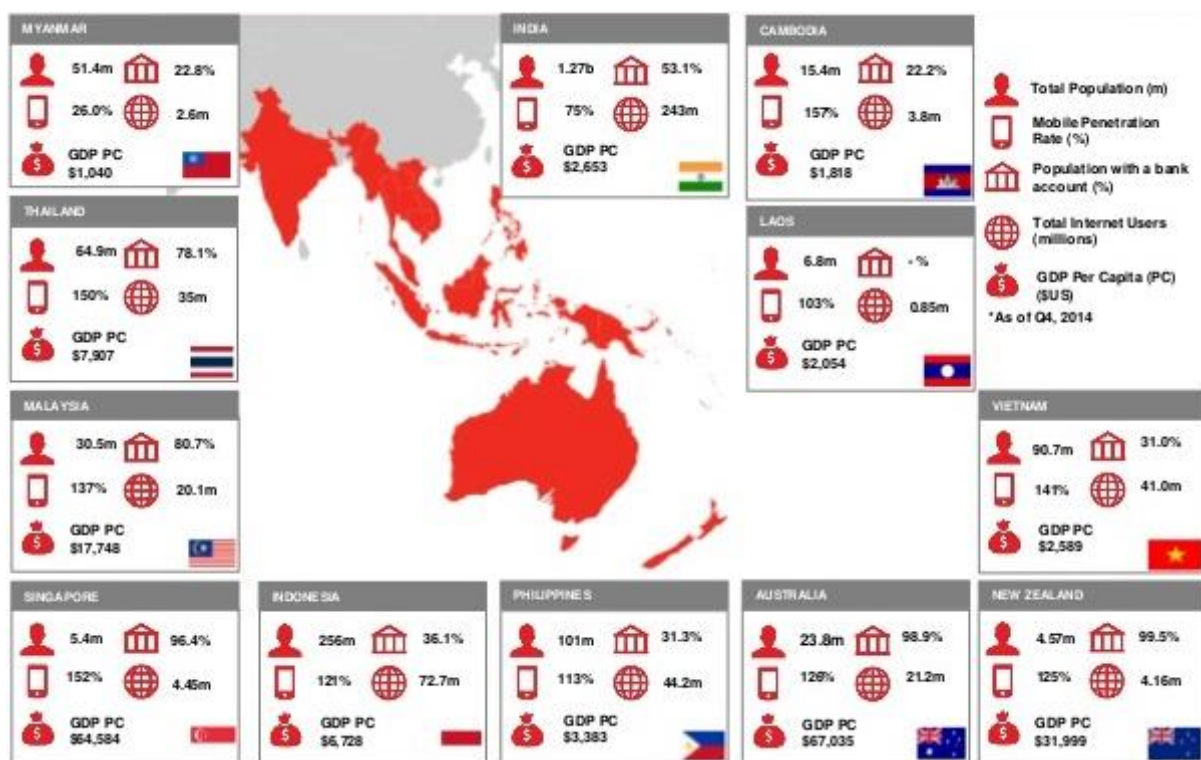 MYANMAR
51.4m 22.8%
26.0% 2.6m
GDP PC
$1,040
INDIA
1.27b 53.1%
75% 243m
GDP PC
$2,653
CAMBODIA
15.4m 22.2%
157% 3.8m
GDP PC
$1,818
Total Population (m)
Mobile Penetration
Rate (%)
Population with a bank
account (%)
Total Internet Users
(millions)
GDP Per Capita (PC)
($US)
*As of Q4, 2014
THAILAND
64.9m 78.1%
150% 35m
GDP PC
$7,907
LAOS
6.8m - %
103% 0.85m
GDP PC
$2,054
MALAYSIA
30.5m 80.7%
137% 20.1m
GDP PC
$17,748
VIETNAM
90.7m 31.0%
141% 41.0m
GDP PC
$2,589
SINGAPORE
5.4m 96.4%
152% 4.45m
GDP PC
$64,584
INDONESIA
256m 36.1%
121% 72.7m
GDP PC
$6,728
PHILIPPINES
101m 31.3%
113% 44.2m
GDP PC
$3,383
AUSTRALIA
23.8m 98.9%
126% 21.2m
GDP PC
$67,035
NEW ZEALAND
4.57m 99.5%
125% 4.16m
GDP PC
$31,999